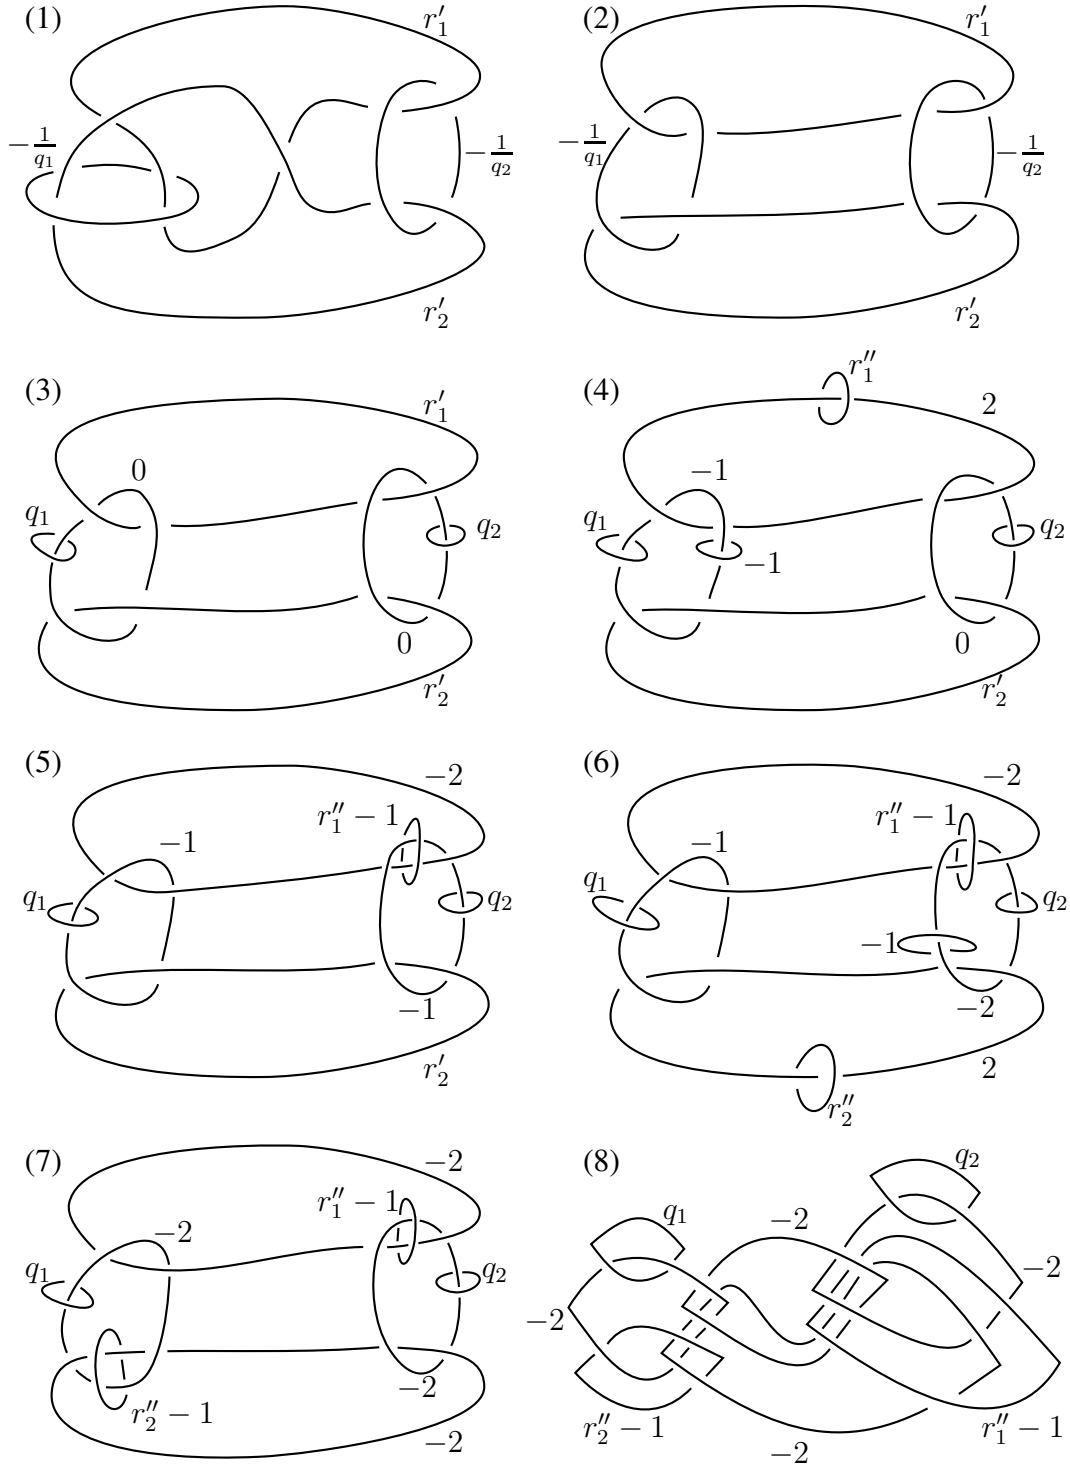 (1) r′₁
−1/q₁ −1/q₂
r′₂
(2) r′₁
−1/q₁ −1/q₂
r′₂
(3) r′₁
0
q₁ q₂
0
r′₂
(4) r″₁ 2
−1
q₁ q₂
−1
0
r′₂
(5) −2
r″₁ − 1
−1
q₁ q₂
−1
r′₂
(6) −2
r″₁ − 1
−1
q₁ q₂
−1
−2
2
r″₂
(7) −2
r″₁ − 1
−2
q₁ q₂
−2
r″₂ − 1
−2
(8) q₂
q₁ −2
−2
−2
r″₂ − 1 r″₁ − 1
−2